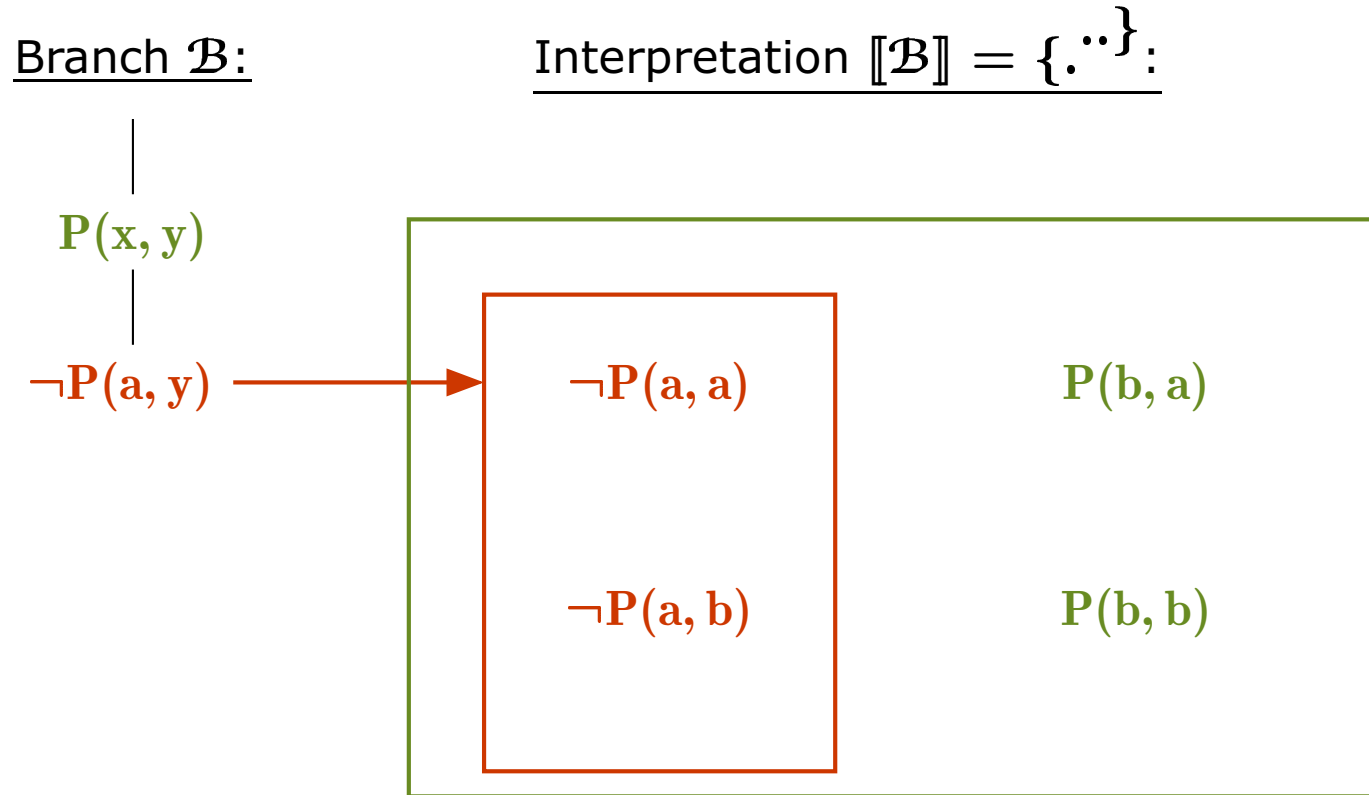 Branch ℬ:
Interpretation ⟦ℬ⟧ = {...}:
P(x, y)
¬P(a, y)
¬P(a, a)
P(b, a)
¬P(a, b)
P(b, b)